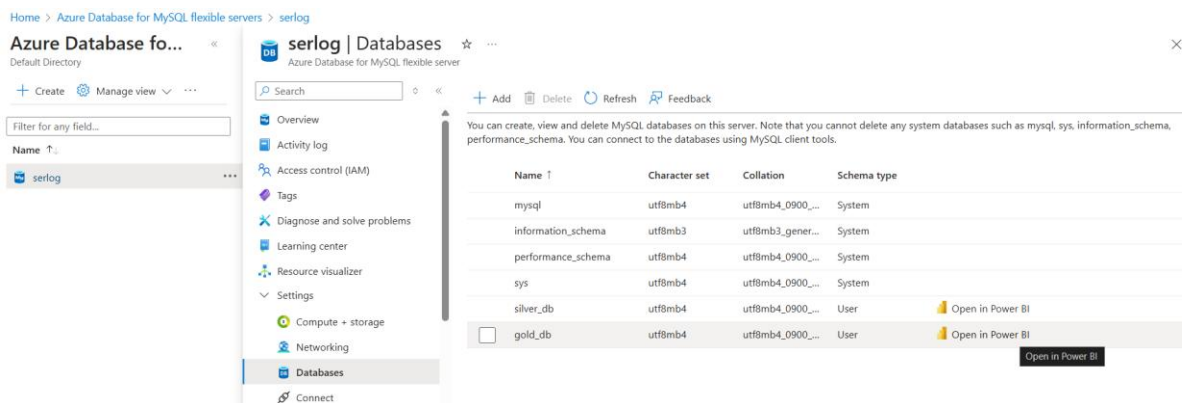 Home > Azure Database for MySQL flexible servers > serlog
Azure Database fo... «
Default Directory
+ Create Manage view ···
Filter for any field...
Name ↑
serlog ···
serlog | Databases ☆ ···
Azure Database for MySQL flexible server
Search «
Overview
Activity log
Access control (IAM)
Tags
Diagnose and solve problems
Learning center
Resource visualizer
Settings
Compute + storage
Networking
Databases
Connect
+ Add Delete Refresh Feedback
You can create, view and delete MySQL databases on this server. Note that you cannot delete any system databases such as mysql, sys, information_schema,
performance_schema. You can connect to the databases using MySQL client tools.
Name ↑ Character set Collation Schema type
mysql utf8mb4 utf8mb4_0900_... System
information_schema utf8mb3 utf8mb3_gener... System
performance_schema utf8mb4 utf8mb4_0900_... System
sys utf8mb4 utf8mb4_0900_... System
silver_db utf8mb4 utf8mb4_0900_... User Open in Power BI
gold_db utf8mb4 utf8mb4_0900_... User Open in Power BI
Open in Power BI